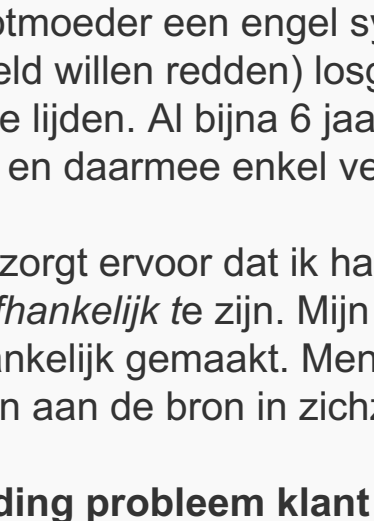 otmoeder een engel sy
eld willen redden) losg
e lijden. Al bijna 6 jaa
en daarmee enkel ve
zorgt ervoor dat ik ha
fhankelijk te zijn. Mijn
ankelijk gemaakt. Men
n aan de bron in zichz
ding probleem klant